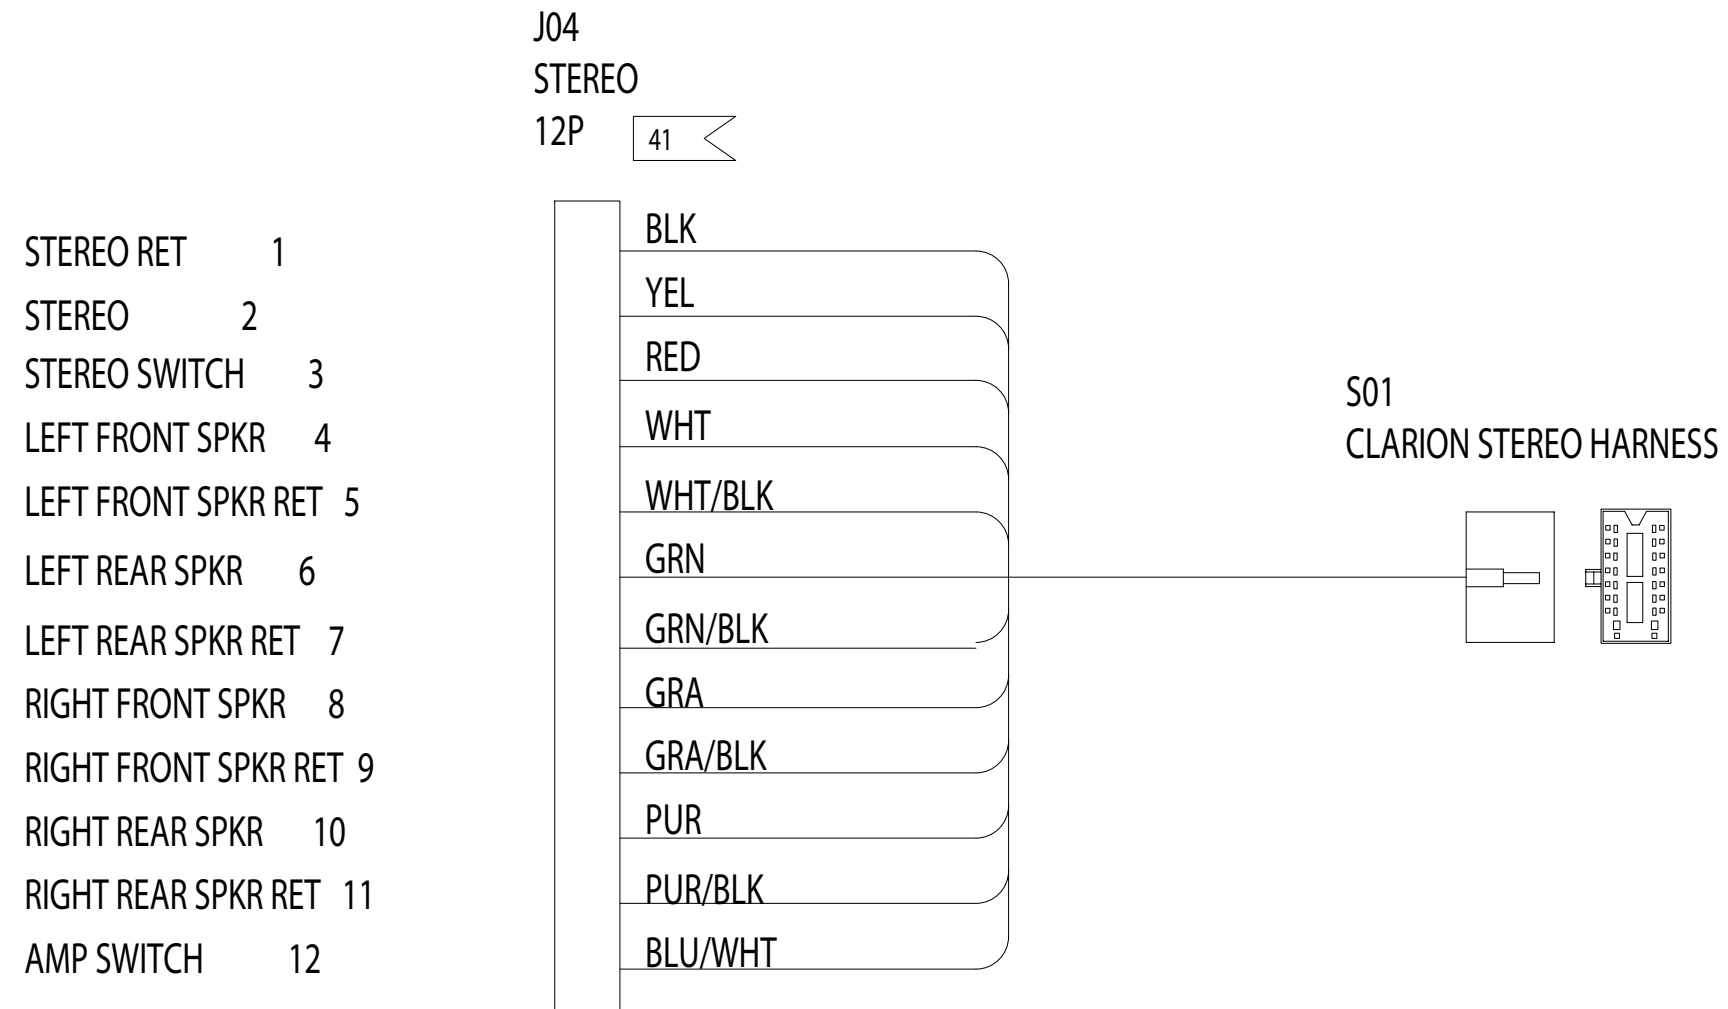 J04
STEREO
12P
41
STEREO RET 1
STEREO 2
STEREO SWITCH 3
LEFT FRONT SPKR 4
LEFT FRONT SPKR RET 5
LEFT REAR SPKR 6
LEFT REAR SPKR RET 7
RIGHT FRONT SPKR 8
RIGHT FRONT SPKR RET 9
RIGHT REAR SPKR 10
RIGHT REAR SPKR RET 11
AMP SWITCH 12
BLK
YEL
RED
WHT
WHT/BLK
GRN
GRN/BLK
GRA
GRA/BLK
PUR
PUR/BLK
BLU/WHT
S01
CLARION STEREO HARNESS